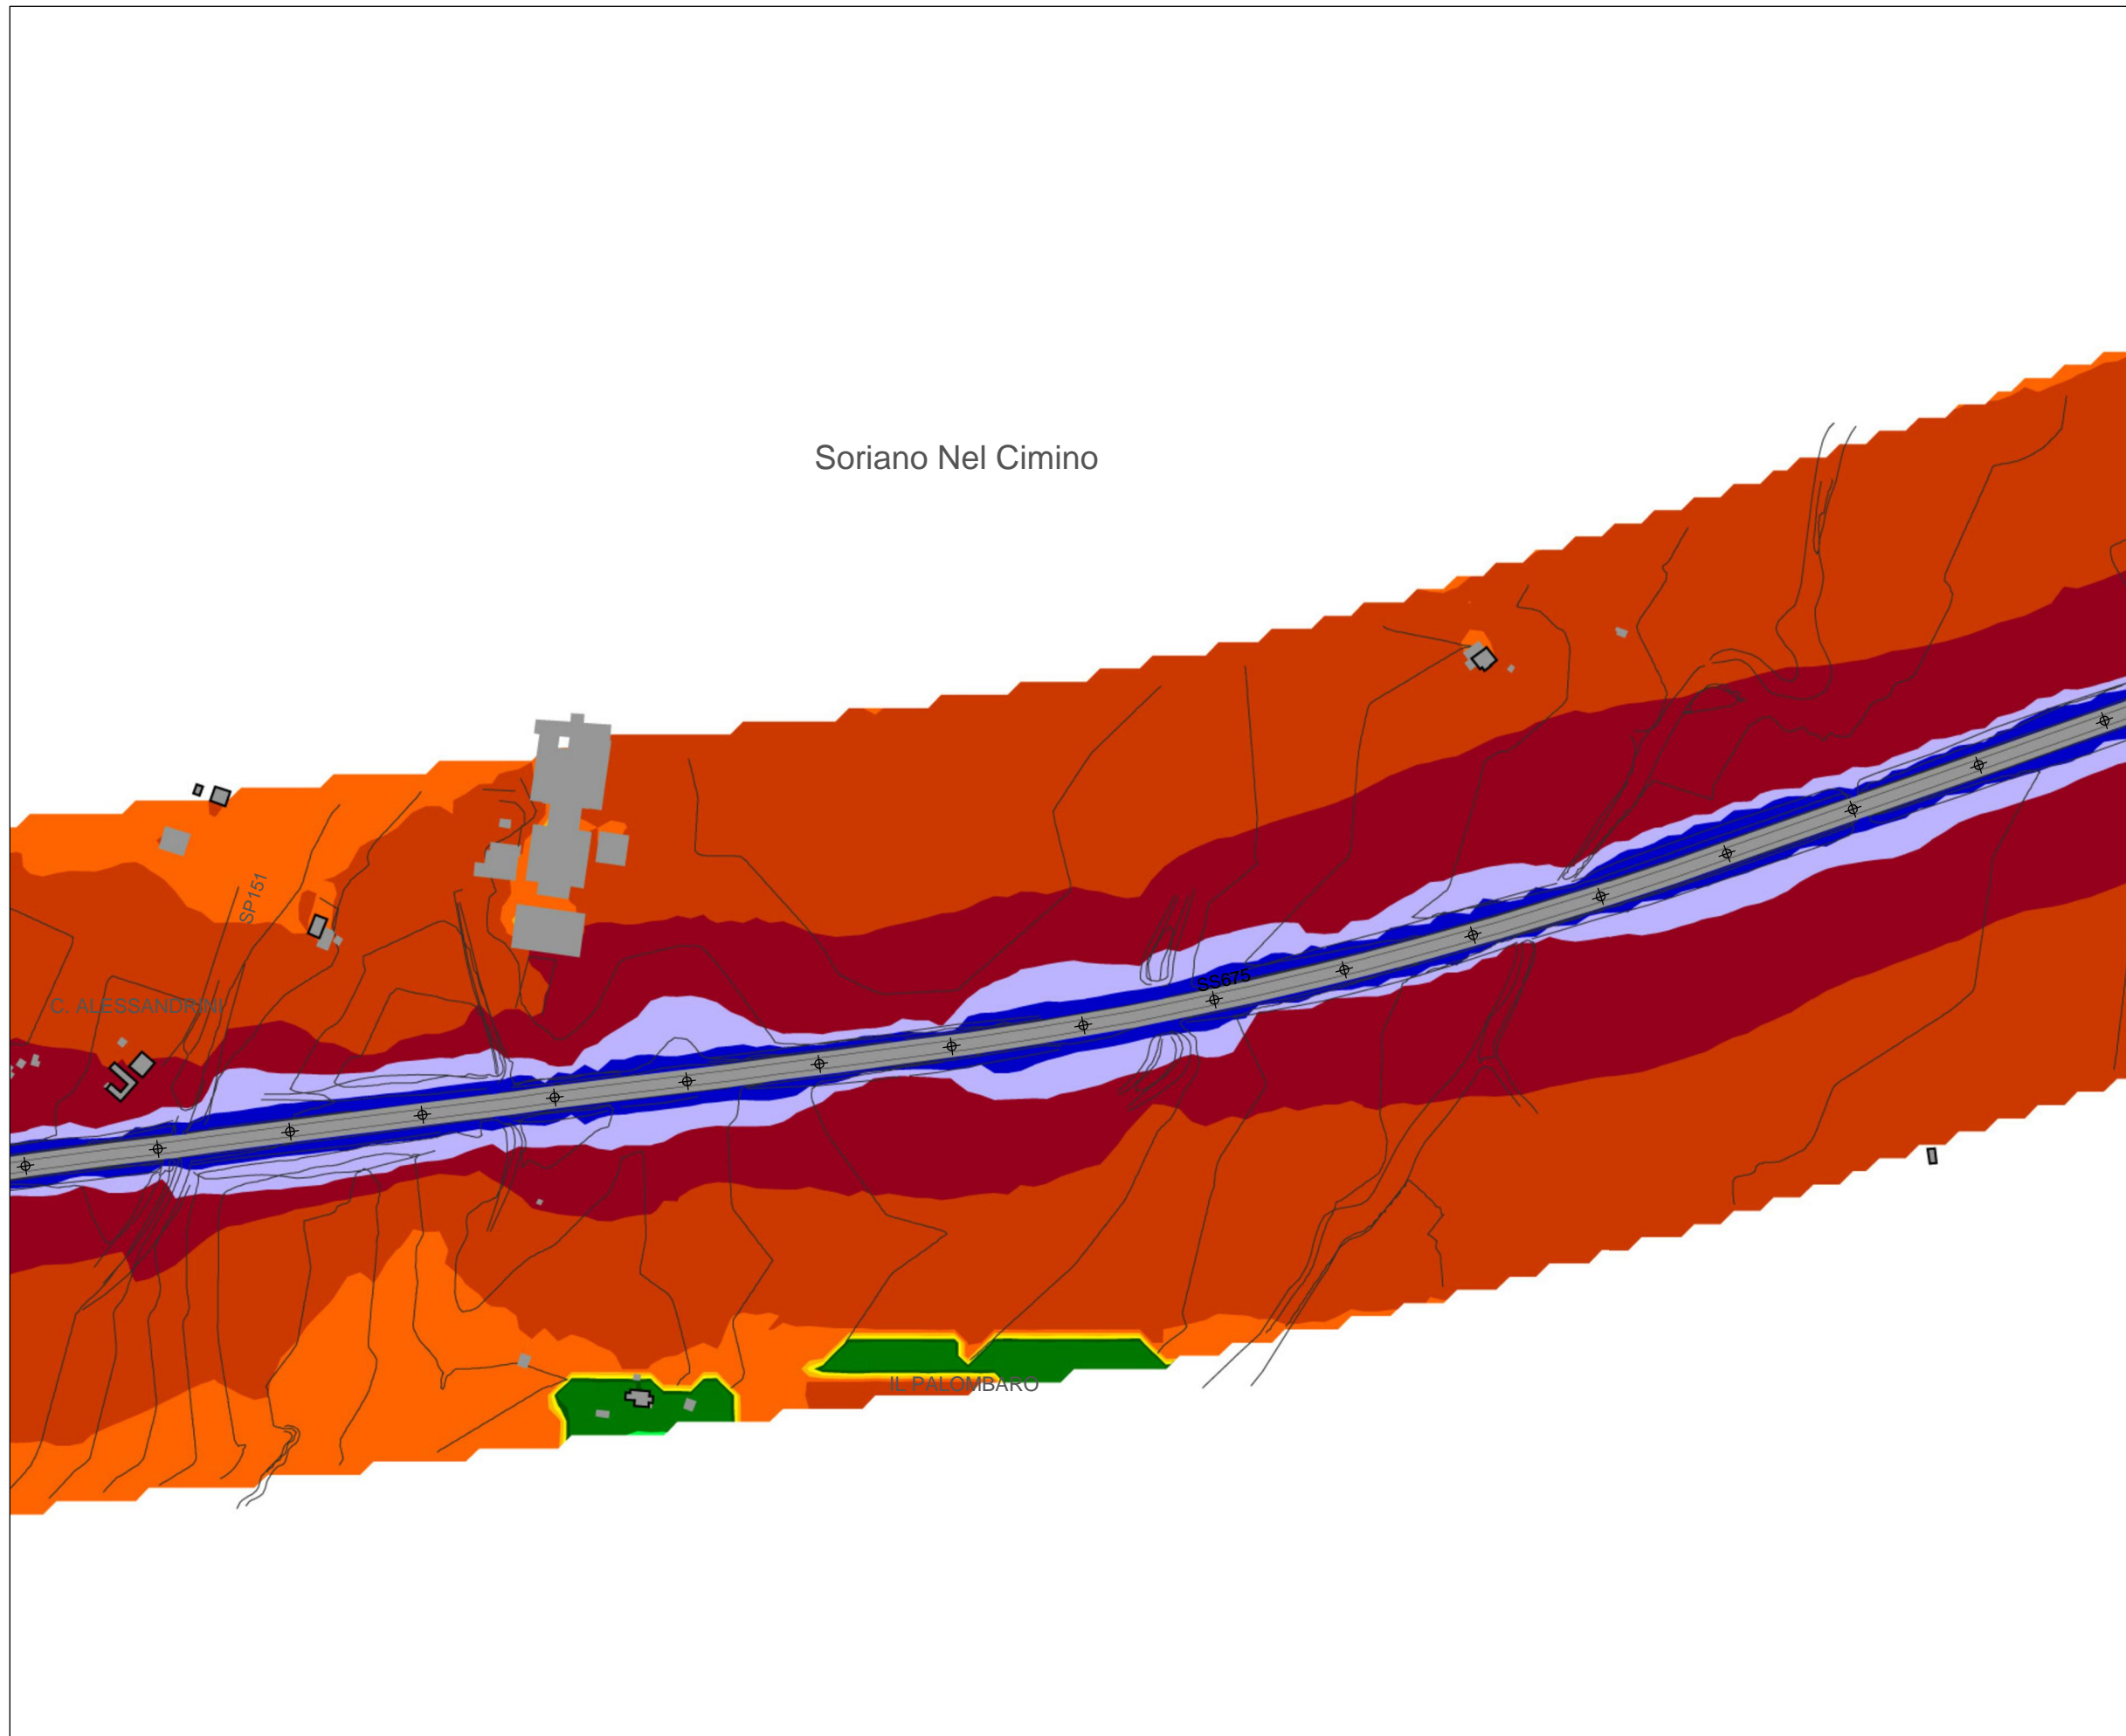 Soriano Nel Cimino
SP151
SS675
C. ALESSANDRINI
IL PALOMBARO